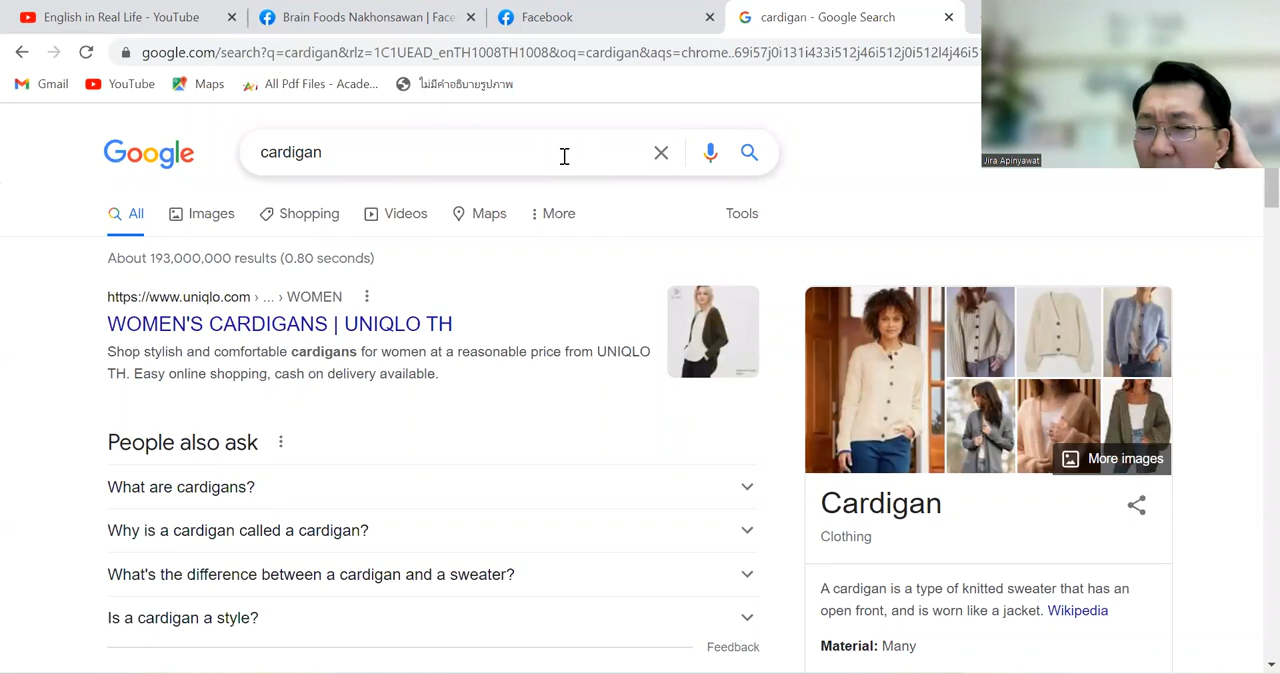 English in Real Life - YouTube
Brain Foods Nakhonsawan | Face
Facebook
cardigan - Google Search
google.com/search?q=cardigan&rlz=1C1UEAD_enTH1008TH1008&oq=cardigan&aqs=chrome..69i57j0i131i433i512j46i512j0i512l4j46i51
Gmail
YouTube
Maps
All Pdf Files - Acade...
ไม่มีคำอธิบายรูปภาพ
Jira Apinyawat
Google
cardigan
All
Images
Shopping
Videos
Maps
More
Tools
About 193,000,000 results (0.80 seconds)
https://www.uniqlo.com › ... › WOMEN
WOMEN'S CARDIGANS | UNIQLO TH
Shop stylish and comfortable cardigans for women at a reasonable price from UNIQLO
TH. Easy online shopping, cash on delivery available.
People also ask
What are cardigans?
Why is a cardigan called a cardigan?
What's the difference between a cardigan and a sweater?
Is a cardigan a style?
Feedback
More images
Cardigan
Clothing
A cardigan is a type of knitted sweater that has an
open front, and is worn like a jacket. Wikipedia
Material: Many